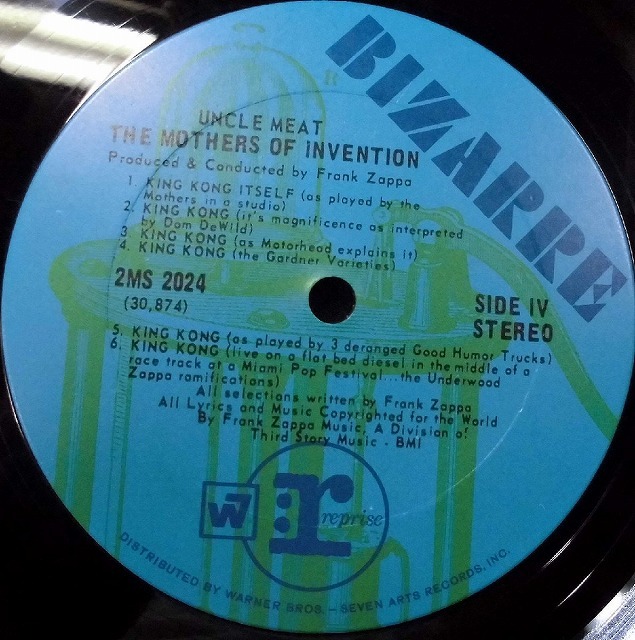 BIZARRE
UNCLE MEAT
THE MOTHERS OF INVENTION
Produced & Conducted by Frank Zappa
1. KING KONG ITSELF (as played by the
Mothers in a studio)
2. KING KONG (it's magnificence as interpreted
by Dom DeWild)
3. KING KONG (as Motorhead explains it)
4. KING KONG (the Gardner Varieties)
2MS 2024
(30,874)
SIDE IV
STEREO
5. KING KONG (as played by 3 deranged Good Humor Trucks)
6. KING KONG (live on a flat bed diesel in the middle of a
race track at a Miami Pop Festival...the Underwood
Zappa ramifications)
All selections written by Frank Zappa
All Lyrics and Music Copyrighted for the World
By Frank Zappa Music, A Division of
Third Story Music - BMI
W7
:r
reprise
DISTRIBUTED BY WARNER BROS. - SEVEN ARTS RECORDS, INC.